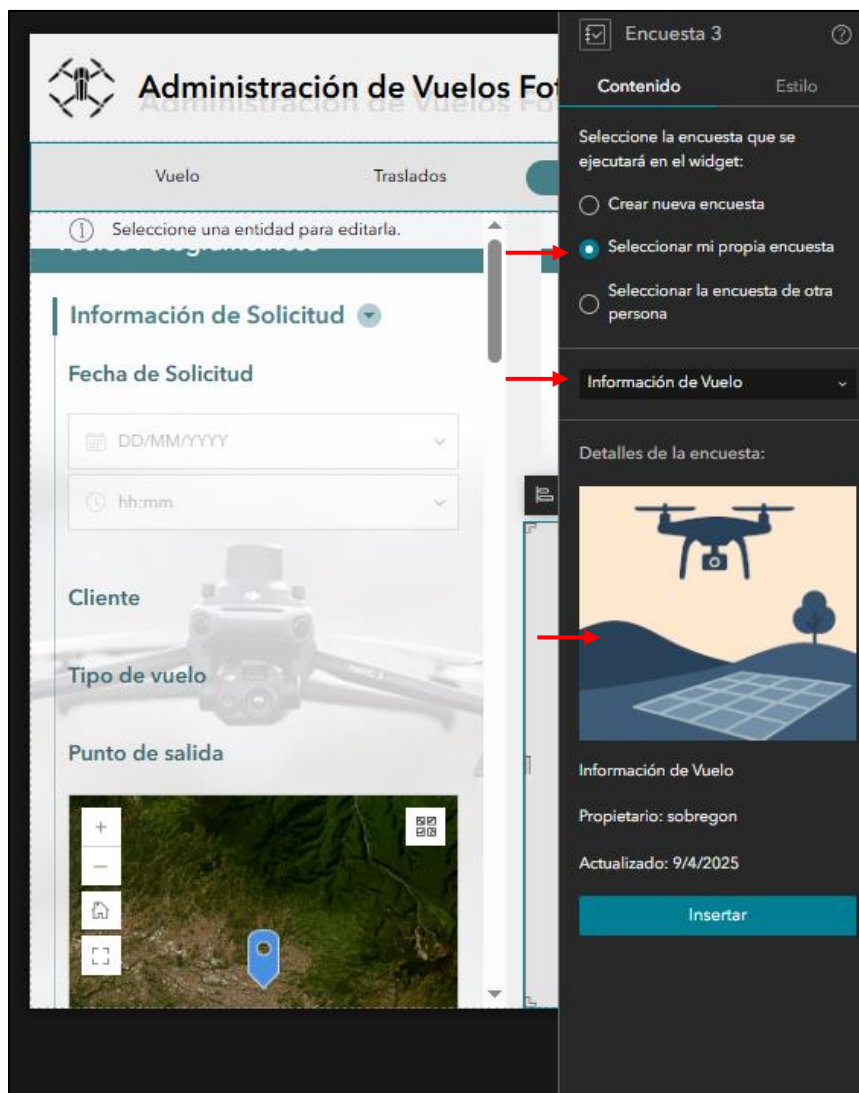 Administración de Vuelos Fo
Vuelo
Traslados
Seleccione una entidad para editarla.
Información de Solicitud
Fecha de Solicitud
DD/MM/YYYY
hh:mm
Cliente
Tipo de vuelo
Punto de salida
+
−
Encuesta 3
Contenido
Estilo
Seleccione la encuesta que se
ejecutará en el widget:
Crear nueva encuesta
Seleccionar mi propia encuesta
Seleccionar la encuesta de otra
persona
Información de Vuelo
Detalles de la encuesta:
Información de Vuelo
Propietario: sobregon
Actualizado: 9/4/2025
Insertar